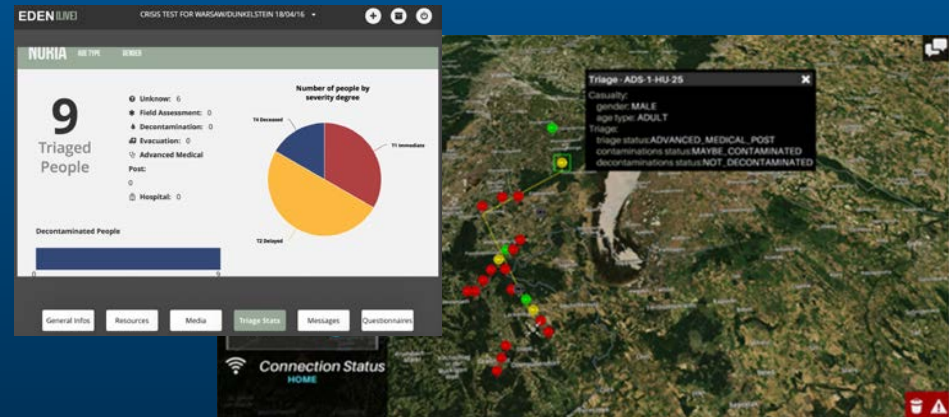 EDEN [LIVE]
CRISIS TEST FOR WARSAW/DUNKELSTEIN 18/04/16
NURIA AGE TYPE GENDER
9
Triaged
People
Unknow: 6
Field Assessment: 0
Decontamination: 0
Evacuation: 0
Advanced Medical
Post:
0
Hospital: 0
Number of people by
severity degree
T4 Deceased
T1 Immediate
T2 Delayed
Decontaminated People
0 9
General Infos
Resources
Media
Triage Stats
Messages
Questionnaires
Triage - ADS-1-HU-25 X
Casualty:
gender: MALE
age type: ADULT
Triage:
triage status:ADVANCED_MEDICAL_POST
contaminations status:MAYBE_CONTAMINATED
decontaminations status:NOT_DECONTAMINATED
Connection Status
HOME